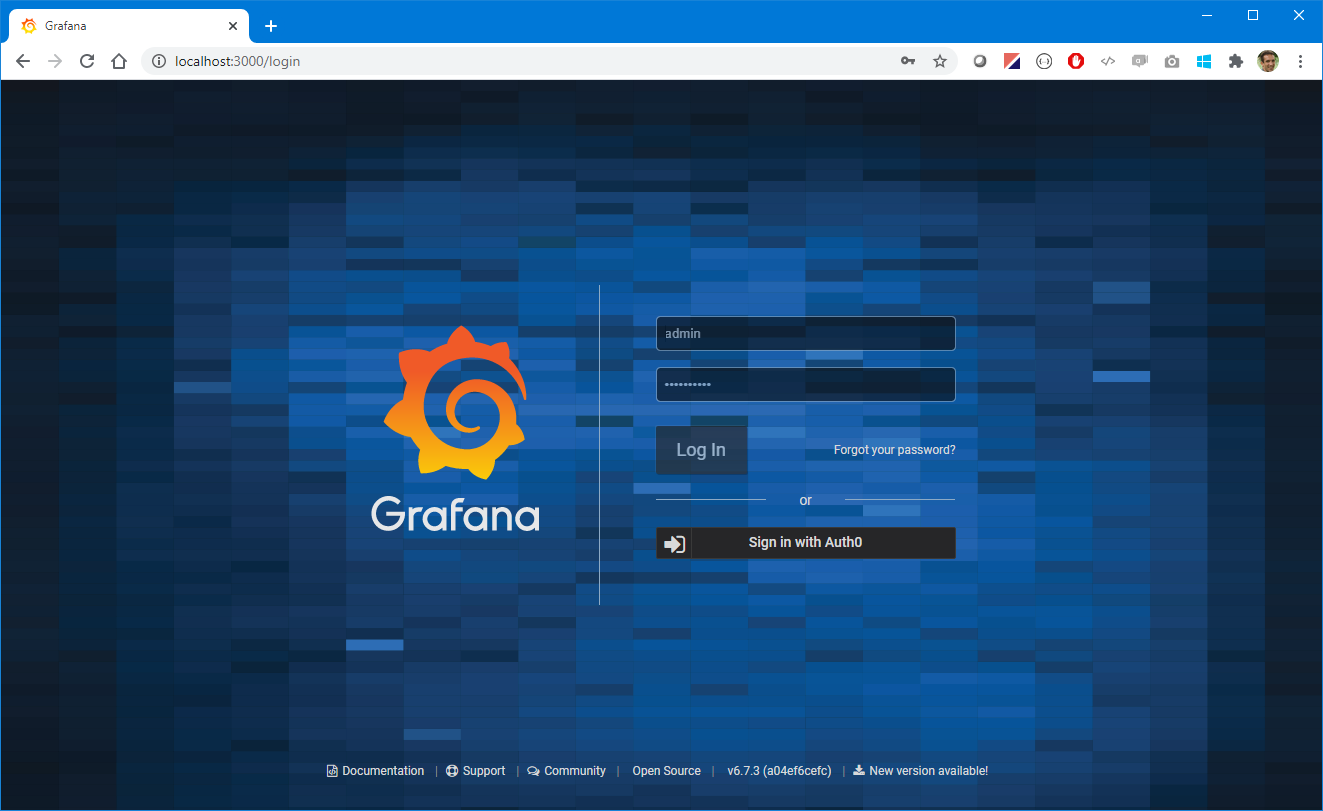 Grafana
localhost:3000/login
admin
••••••••••
Log In
Forgot your password?
or
Sign in with Auth0
Grafana
Documentation | Support | Community | Open Source | v6.7.3 (a04ef6cefc) | New version available!